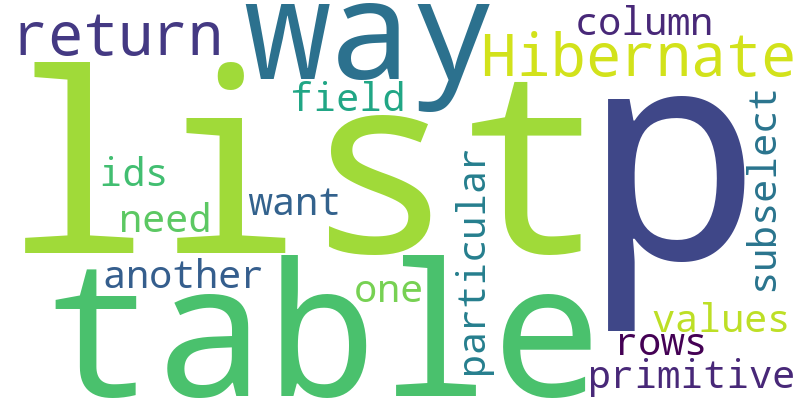 return
way
column
Hibernate
list
p
field
ids
want
need
particular
subselect
another
one
table
values
rows
primitive